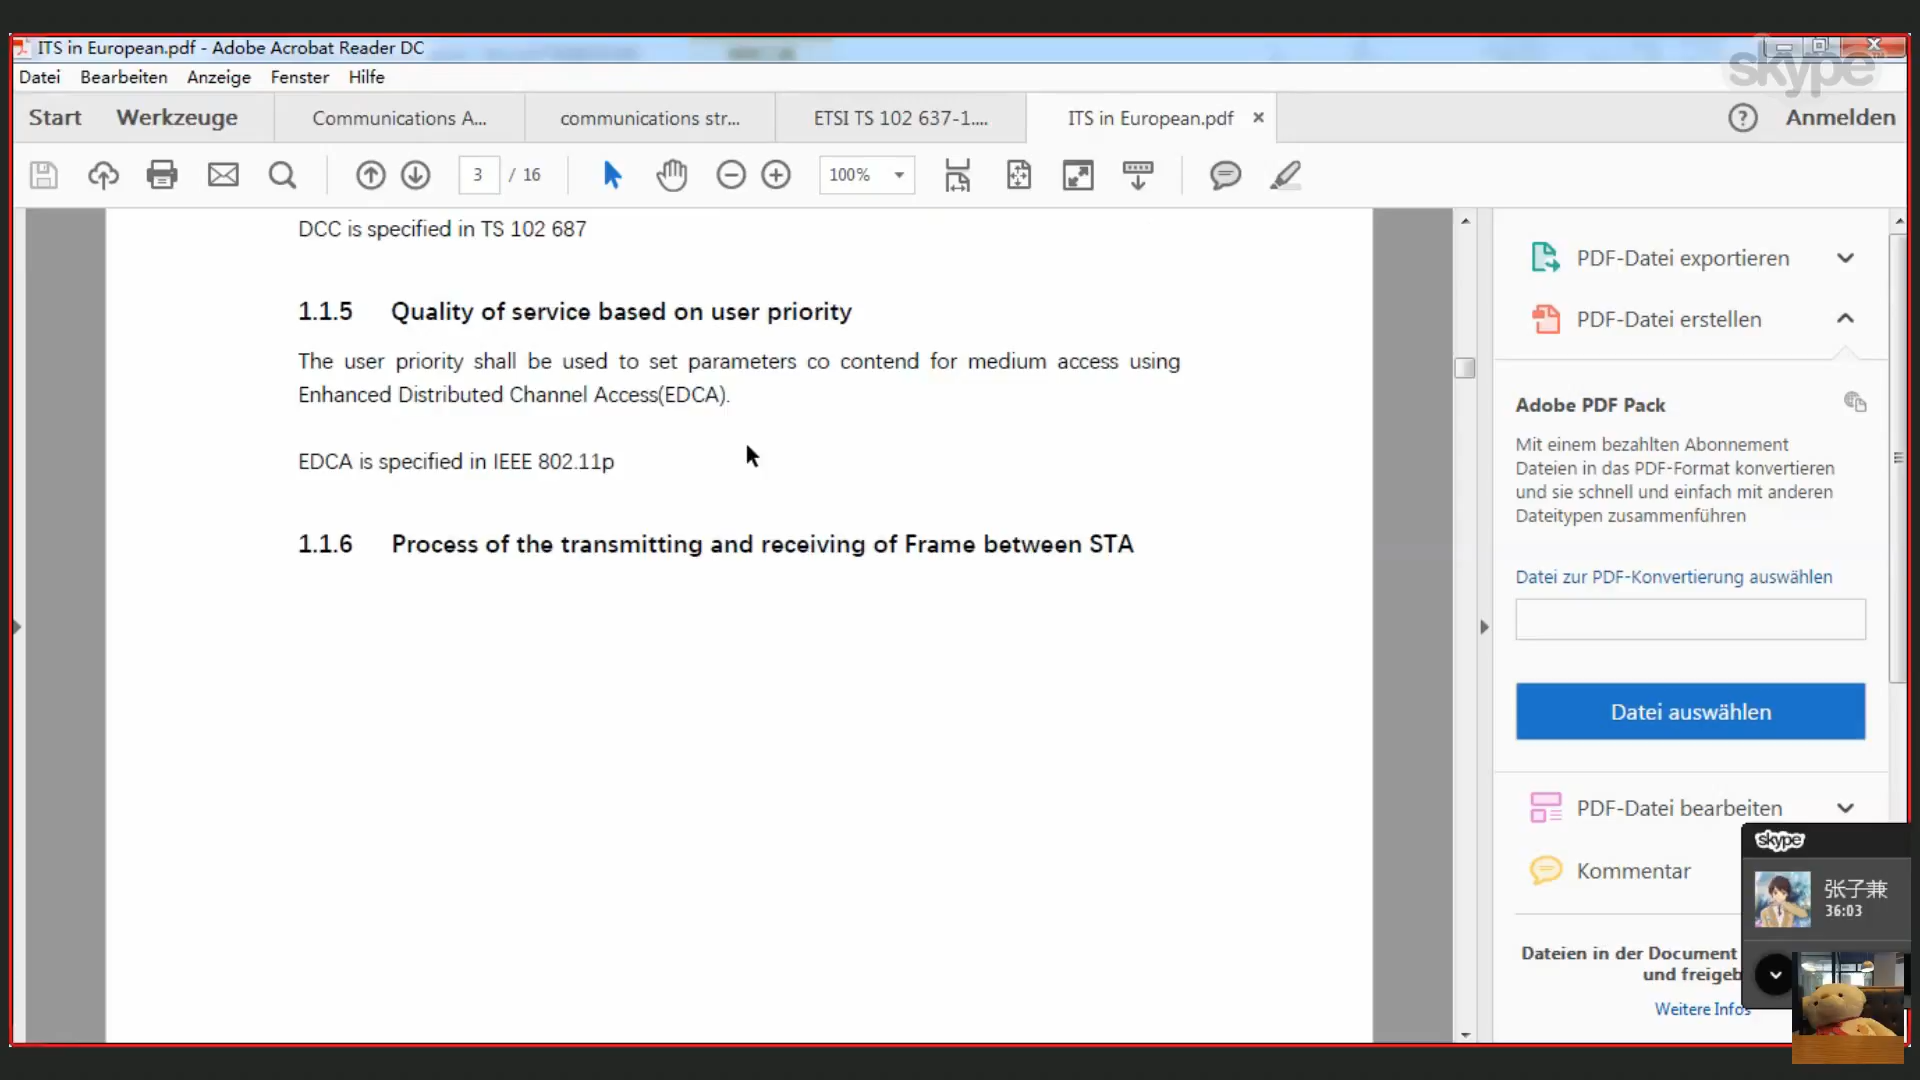 ITS in European.pdf - Adobe Acrobat Reader DC
skype
Datei Bearbeiten Anzeige Fenster Hilfe
Start Werkzeuge Communications A... communications str... ETSI TS 102 637-1.... ITS in European.pdf × ? Anmelden
3 / 16 100%
DCC is specified in TS 102 687
1.1.5 Quality of service based on user priority
The user priority shall be used to set parameters co contend for medium access using
Enhanced Distributed Channel Access(EDCA).
EDCA is specified in IEEE 802.11p
1.1.6 Process of the transmitting and receiving of Frame between STA
PDF-Datei exportieren
PDF-Datei erstellen
Adobe PDF Pack
Mit einem bezahlten Abonnement
Dateien in das PDF-Format konvertieren
und sie schnell und einfach mit anderen
Dateitypen zusammenführen
Datei zur PDF-Konvertierung auswählen
Datei auswählen
PDF-Datei bearbeiten
Kommentar
Dateien in der Document
und freigeb
Weitere Infos
skype
张子兼
36:03